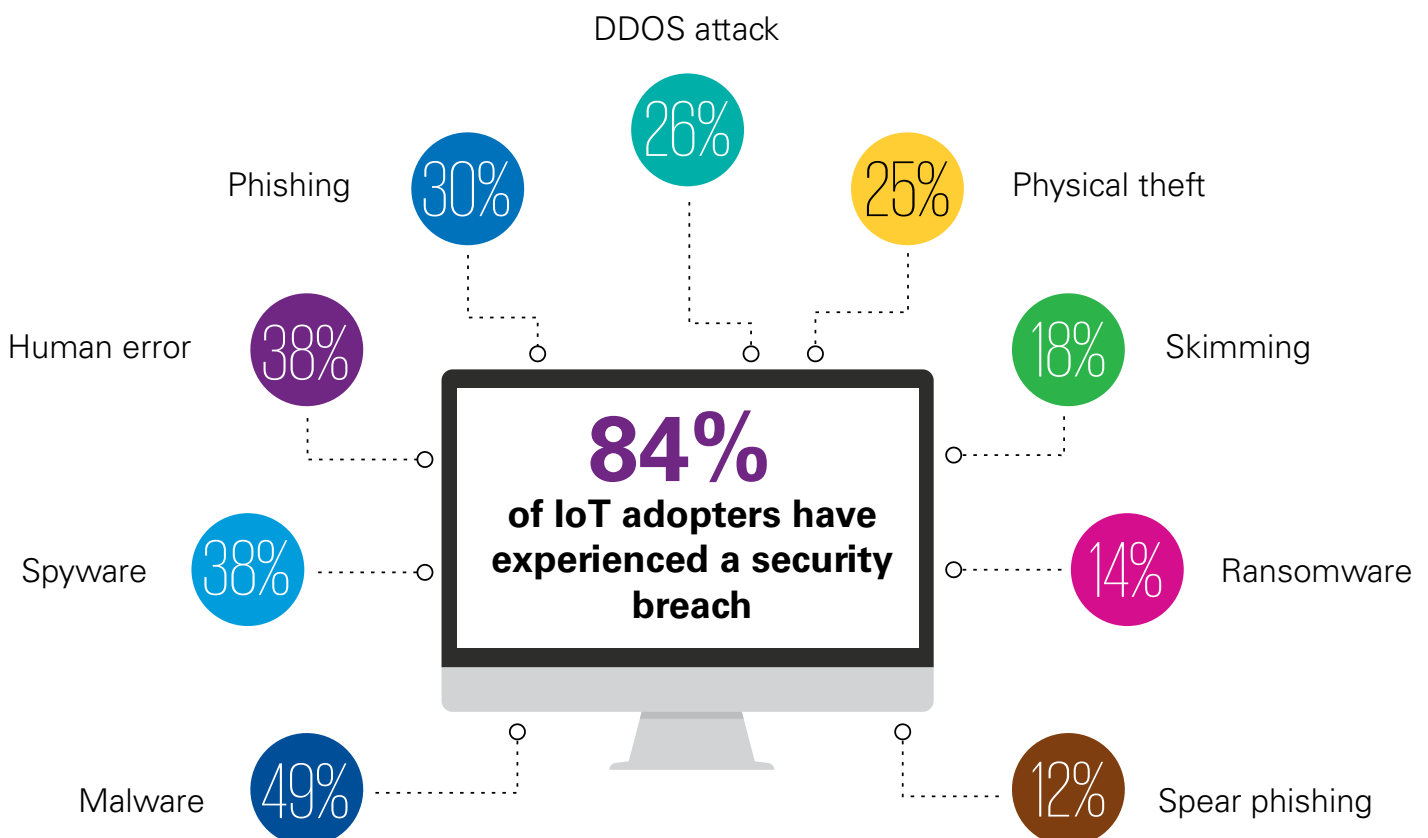 DDOS attack
26%
Phishing
30%
25%
Physical theft
Human error
38%
18%
Skimming
84%
of IoT adopters have
experienced a security
breach
Spyware
38%
14%
Ransomware
Malware
49%
12%
Spear phishing